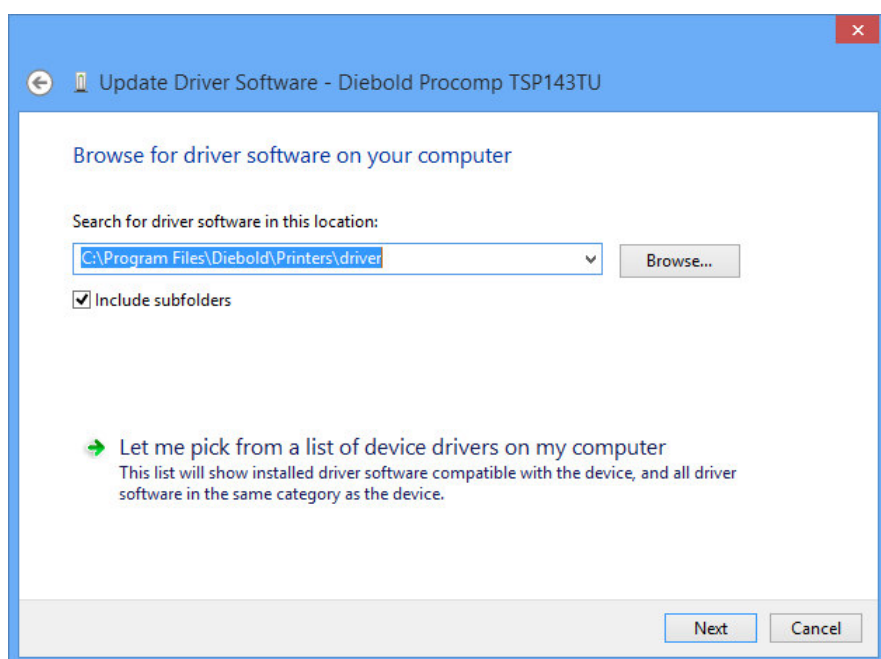 Update Driver Software - Diebold Procomp TSP143TU
Browse for driver software on your computer
Search for driver software in this location:
C:\Program Files\Diebold\Printers\driver
Browse...
Include subfolders
Let me pick from a list of device drivers on my computer
This list will show installed driver software compatible with the device, and all driver
software in the same category as the device.
Next
Cancel